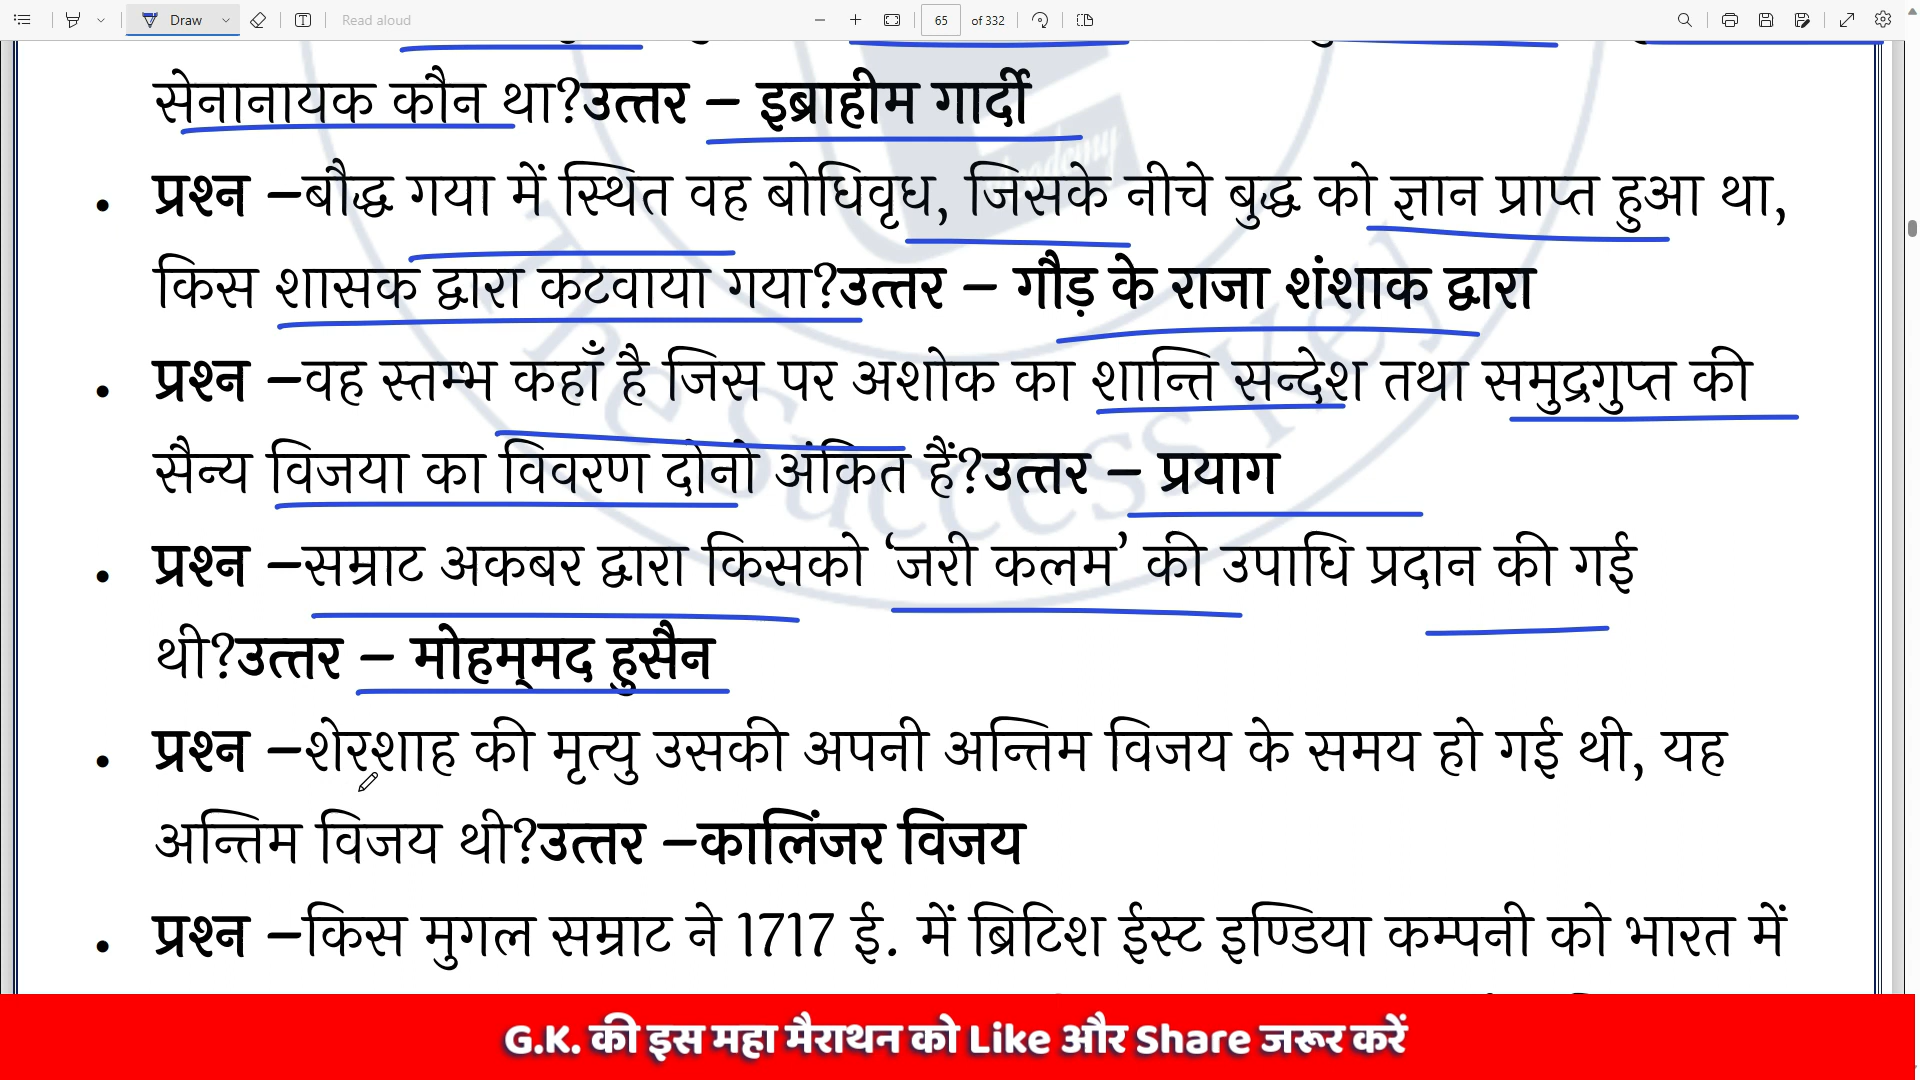 Draw
Read aloud
65 of 332
सेनानायक कौन था?उत्तर – इब्राहीम गार्दी
• प्रश्न –बौद्ध गया में स्थित वह बोधिवृध, जिसके नीचे बुद्ध को ज्ञान प्राप्त हुआ था,
किस शासक द्वारा कटवाया गया?उत्तर – गौड़ के राजा शंशाक द्वारा
• प्रश्न –वह स्तम्भ कहाँ है जिस पर अशोक का शान्ति सन्देश तथा समुद्रगुप्त की
सैन्य विजया का विवरण दोनों अंकित हैं?उत्तर – प्रयाग
• प्रश्न –सम्राट अकबर द्वारा किसको ‘जरी कलम’ की उपाधि प्रदान की गई
थी?उत्तर – मोहम्‌मद हुसैन
• प्रश्न –शेरशाह की मृत्यु उसकी अपनी अन्तिम विजय के समय हो गई थी, यह
अन्तिम विजय थी?उत्तर –कालिंजर विजय
• प्रश्न –किस मुगल सम्राट ने 1717 ई. में ब्रिटिश ईस्ट इण्डिया कम्पनी को भारत में
The Success Key
Academy
G.K. की इस महा मैराथन को Like और Share जरूर करें